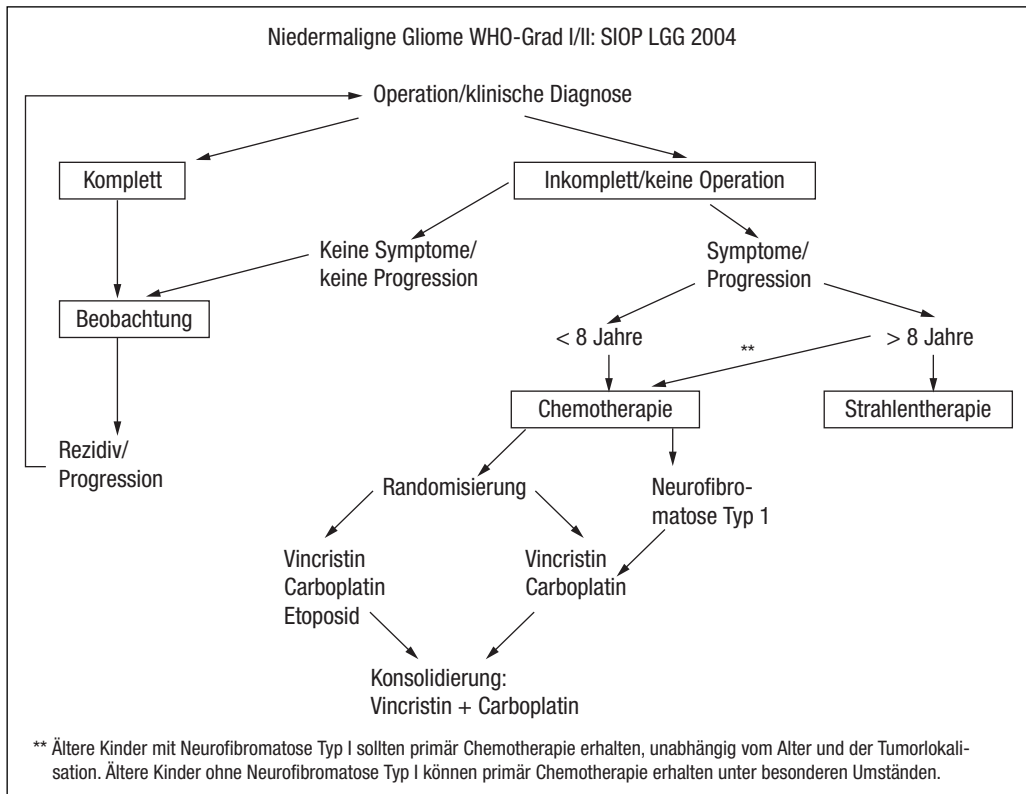 Niedermaligne Gliome WHO-Grad I/II: SIOP LGG 2004
Operation/klinische Diagnose
Komplett
Inkomplett/keine Operation
Keine Symptome/
keine Progression
Symptome/
Progression
Beobachtung
< 8 Jahre
**
> 8 Jahre
Chemotherapie
Strahlentherapie
Rezidiv/
Progression
Randomisierung
Neurofibro-
matose Typ 1
Vincristin
Carboplatin
Etoposid
Vincristin
Carboplatin
Konsolidierung:
Vincristin + Carboplatin
** Ältere Kinder mit Neurofibromatose Typ I sollten primär Chemotherapie erhalten, unabhängig vom Alter und der Tumorlokali-
sation. Ältere Kinder ohne Neurofibromatose Typ I können primär Chemotherapie erhalten unter besonderen Umständen.